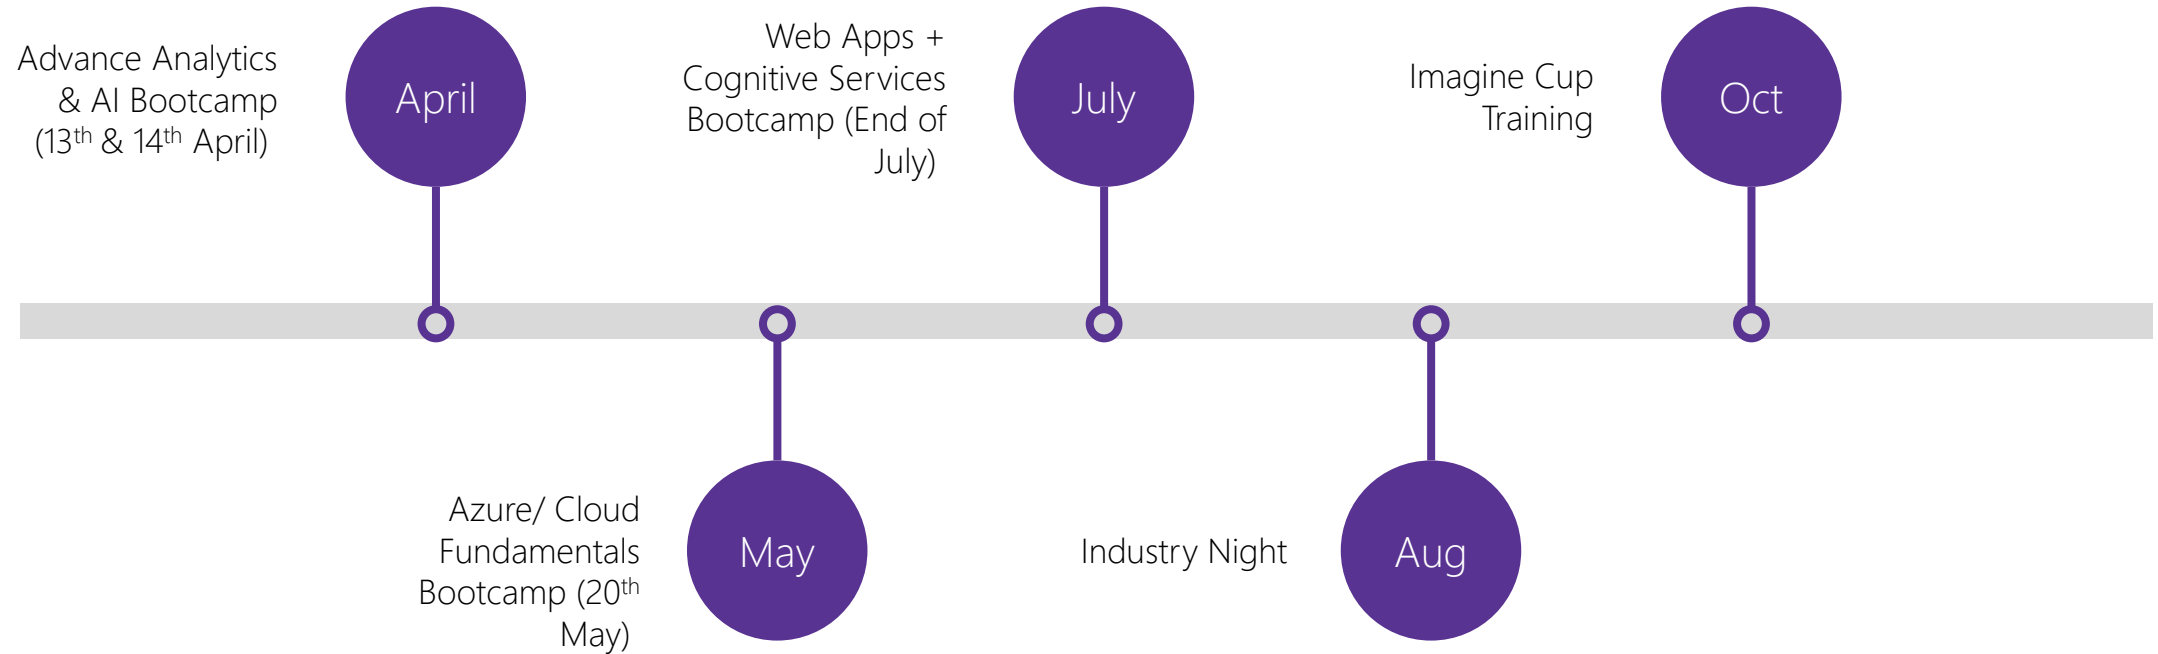 Advance Analytics
& AI Bootcamp
(13th & 14th April)
April
Web Apps +
Cognitive Services
Bootcamp (End of
July)
July
Imagine Cup
Training
Oct
Azure/ Cloud
Fundamentals
Bootcamp (20th
May)
May
Industry Night
Aug